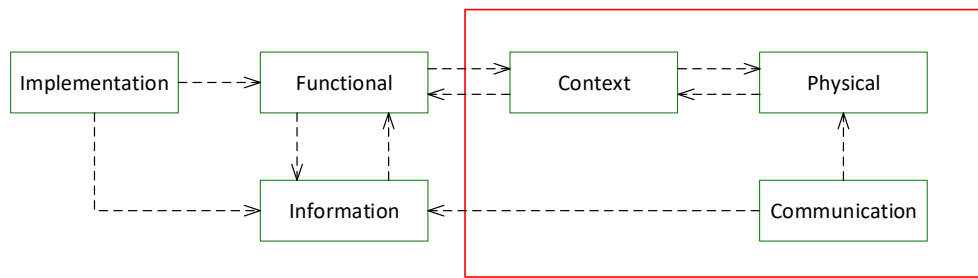 Implementation
Functional
Context
Physical
Information
Communication